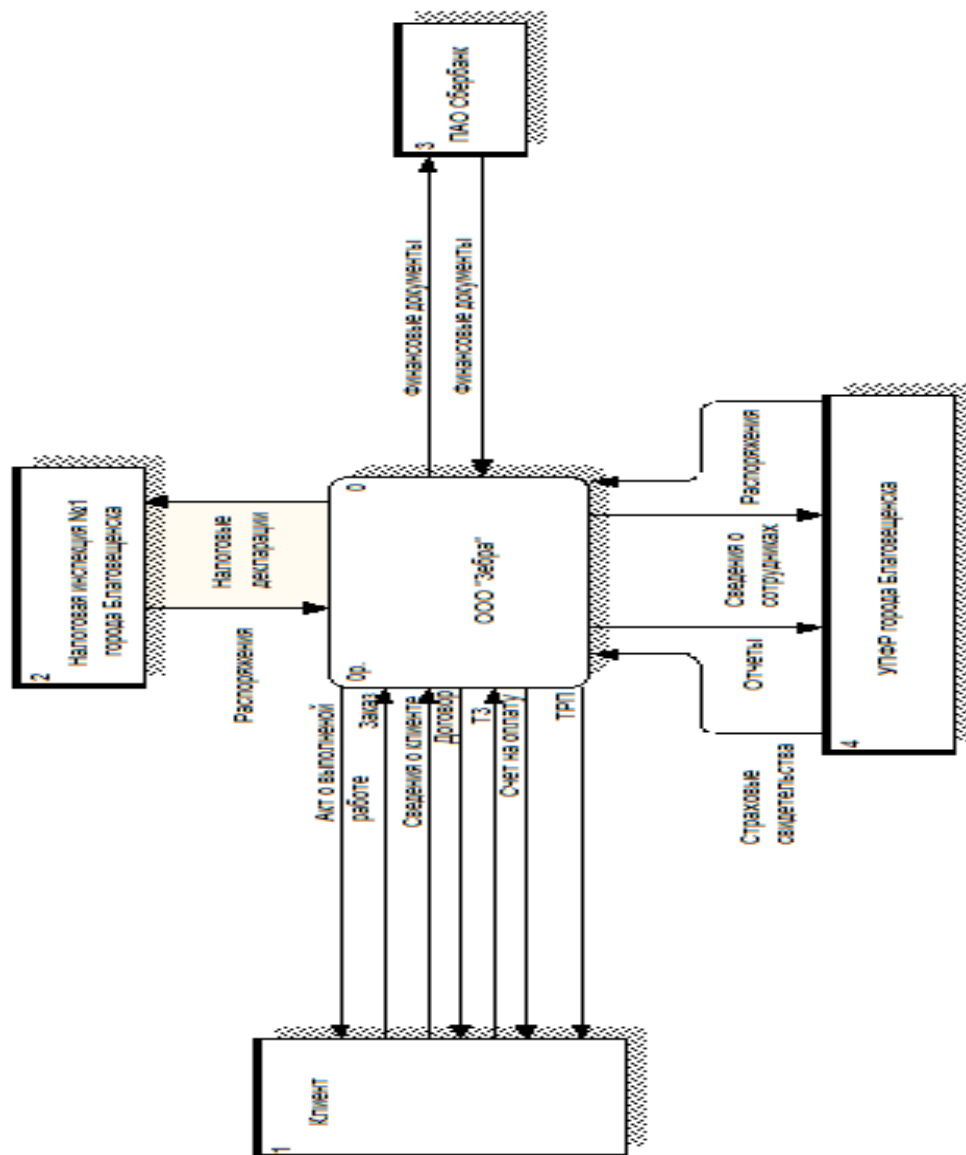 2
Налоговая инспекция №1
города Благовещенска
3
ПАО Сбербанк
Распоряжения
Налоговые
декларации
Финансовые документы
Финансовые документы
0
ООО "Зебра"
0р.
Акт о выполненой
работе
Заказ
Сведения о клиенте
Договор
ТЗ
Счет на оплату
ТРП
1
Клиент
Страховые
свидетельства
Отчеты
Сведения о
сотрудниках
Распоряжения
4
УПФР города Благовещенска